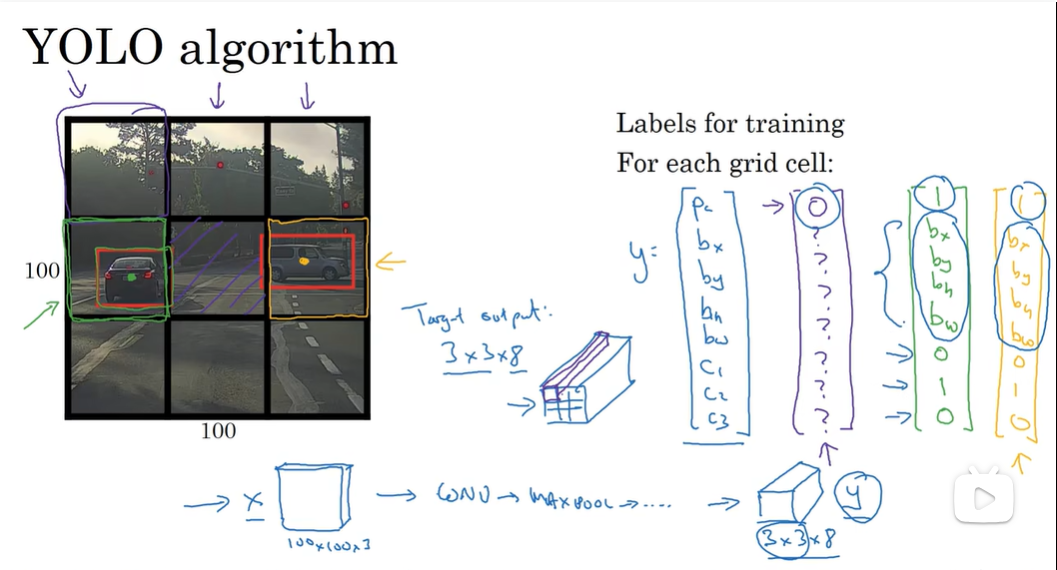 YOLO algorithm
100
100
Labels for training
For each grid cell:
y =
Pc
bx
by
bh
bw
C1
C2
C3
0
?
?
?
?
?
?
?
1
bx
by
bh
bw
0
1
0
1
bx
by
bh
bw
0
1
0
Target output:
3×3×8
→ x
100×100×3
→ CONV → MAXPOOL → ....
→
3×3×8
y